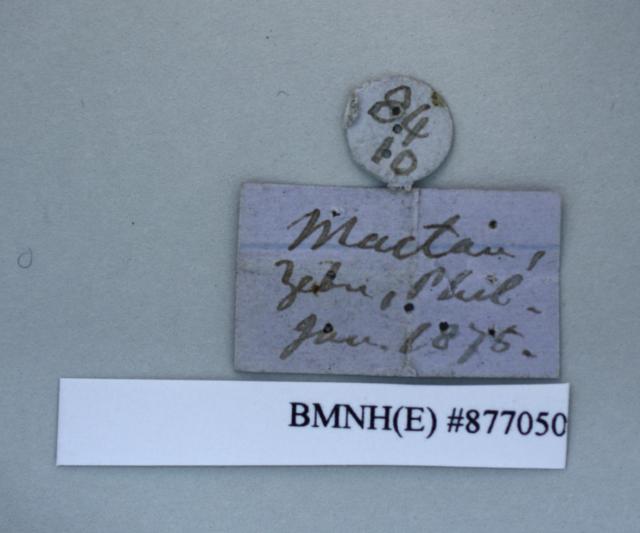 84
10
Mactan,
Zebu, Phil.
Jan. 1875.
BMNH(E) #877050